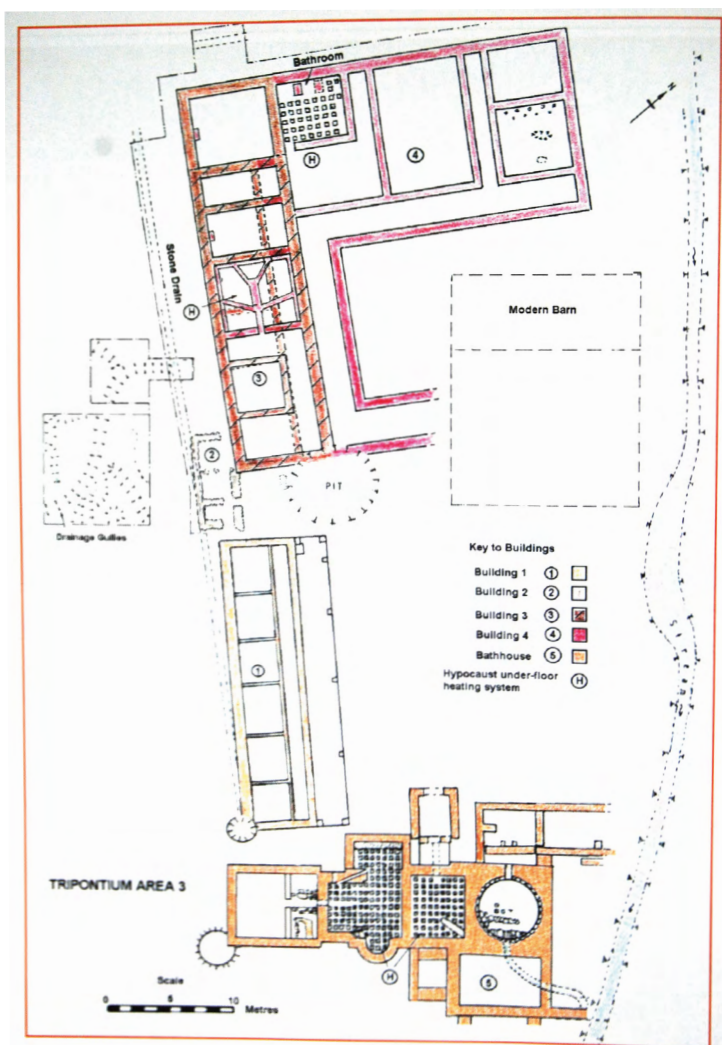 Bathroom
H
4
N
Stone Drain
H
Modern Barn
3
2
PIT
Drainage Gullies
Key to Buildings
Building 1 1
Building 2 2
Building 3 3
Building 4 4
Bathhouse 5
Hypocaust under-floor H
heating system
1
Stream
TRIPONTIUM AREA 3
H
5
Scale
0 5 10
Metres